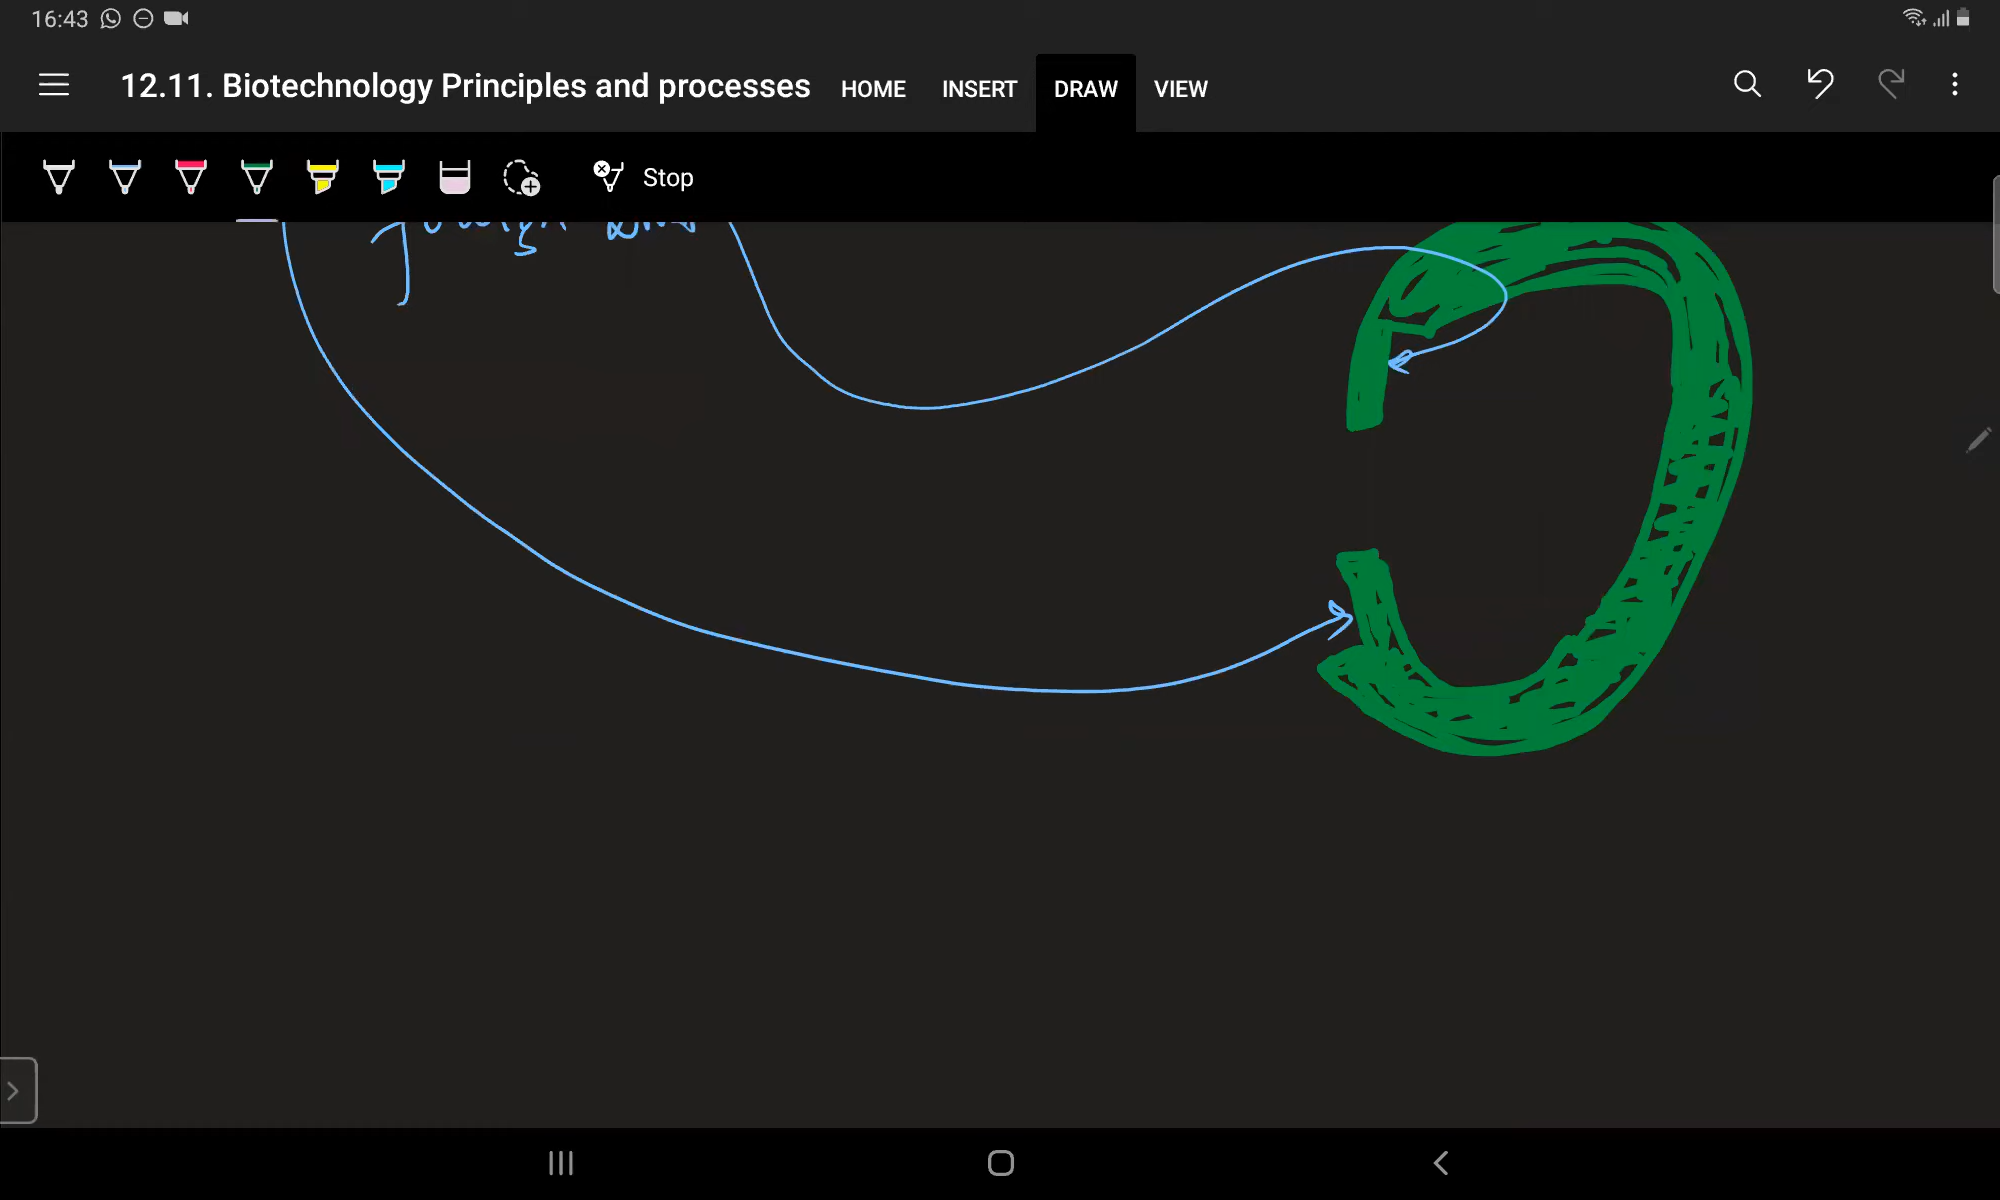 16:43
12.11. Biotechnology Principles and processes HOME INSERT DRAW VIEW
Stop